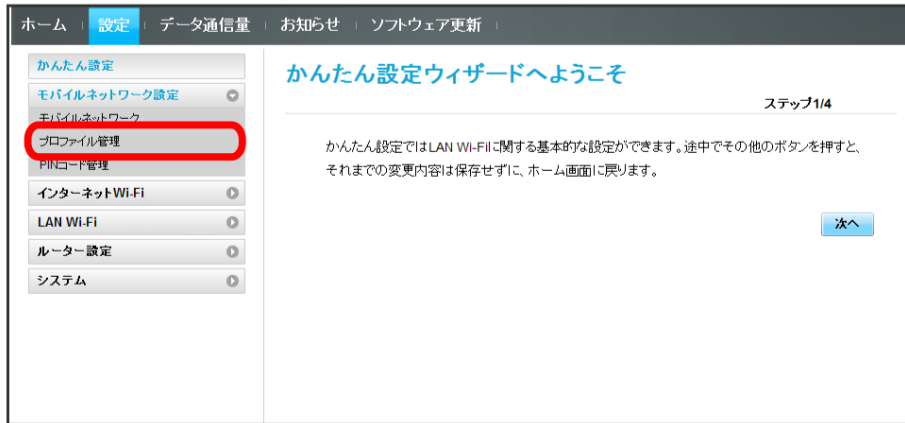 ホーム 設定 データ通信量 お知らせ ソフトウェア更新
かんたん設定
モバイルネットワーク設定
モバイルネットワーク
プロファイル管理
PINコード管理
インターネットWi-Fi
LAN Wi-Fi
ルーター設定
システム
かんたん設定ウィザードへようこそ
ステップ1/4
かんたん設定ではLAN Wi-Fiに関する基本的な設定ができます。途中でその他のボタンを押すと、
それまでの変更内容は保存せずに、ホーム画面に戻ります。
次へ